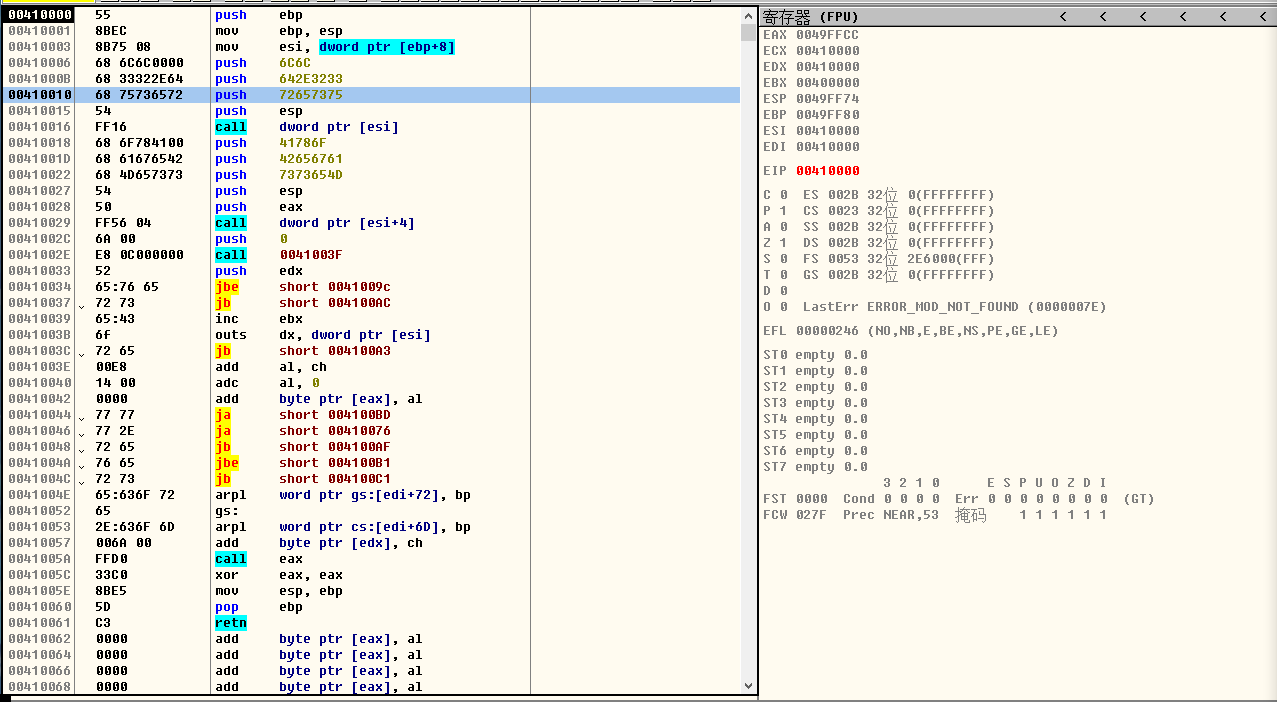 寄存器 (FPU) < < < < < <
00410000 55 push ebp
00410001 8BEC mov ebp, esp
00410003 8B75 08 mov esi, dword ptr [ebp+8]
00410006 68 6C6C0000 push 6C6C
0041000B 68 33322E64 push 642E3233
00410010 68 75736572 push 72657375
00410015 54 push esp
00410016 FF16 call dword ptr [esi]
00410018 68 6F784100 push 41786F
0041001D 68 61676542 push 42656761
00410022 68 4D657373 push 7373654D
00410027 54 push esp
00410028 50 push eax
00410029 FF56 04 call dword ptr [esi+4]
0041002C 6A 00 push 0
0041002E E8 0C000000 call 0041003F
00410033 52 push edx
00410034 65:76 65 jbe short 0041009c
00410037 72 73 jb short 004100AC
00410039 65:43 inc ebx
0041003B 6f outs dx, dword ptr [esi]
0041003C 72 65 jb short 004100A3
0041003E 00E8 add al, ch
00410040 14 00 adc al, 0
00410042 0000 add byte ptr [eax], al
00410044 77 77 ja short 004100BD
00410046 77 2E ja short 00410076
00410048 72 65 jb short 004100AF
0041004A 76 65 jbe short 004100B1
0041004C 72 73 jb short 004100C1
0041004E 65:636F 72 arpl word ptr gs:[edi+72], bp
00410052 65 gs:
00410053 2E:636F 6D arpl word ptr cs:[edi+6D], bp
00410057 006A 00 add byte ptr [edx], ch
0041005A FFD0 call eax
0041005C 33C0 xor eax, eax
0041005E 8BE5 mov esp, ebp
00410060 5D pop ebp
00410061 C3 retn
00410062 0000 add byte ptr [eax], al
00410064 0000 add byte ptr [eax], al
00410066 0000 add byte ptr [eax], al
00410068 0000 add byte ptr [eax], al
EAX 0049FFCC
ECX 00410000
EDX 00410000
EBX 00400000
ESP 0049FF74
EBP 0049FF80
ESI 00410000
EDI 00410000
EIP 00410000
C 0 ES 002B 32位 0(FFFFFFFF)
P 1 CS 0023 32位 0(FFFFFFFF)
A 0 SS 002B 32位 0(FFFFFFFF)
Z 1 DS 002B 32位 0(FFFFFFFF)
S 0 FS 0053 32位 2E6000(FFF)
T 0 GS 002B 32位 0(FFFFFFFF)
D 0
O 0 LastErr ERROR_MOD_NOT_FOUND (0000007E)
EFL 00000246 (NO,NB,E,BE,NS,PE,GE,LE)
ST0 empty 0.0
ST1 empty 0.0
ST2 empty 0.0
ST3 empty 0.0
ST4 empty 0.0
ST5 empty 0.0
ST6 empty 0.0
ST7 empty 0.0
3 2 1 0 E S P U O Z D I
FST 0000 Cond 0 0 0 0 Err 0 0 0 0 0 0 0 0 (GT)
FCW 027F Prec NEAR,53 掩码 1 1 1 1 1 1